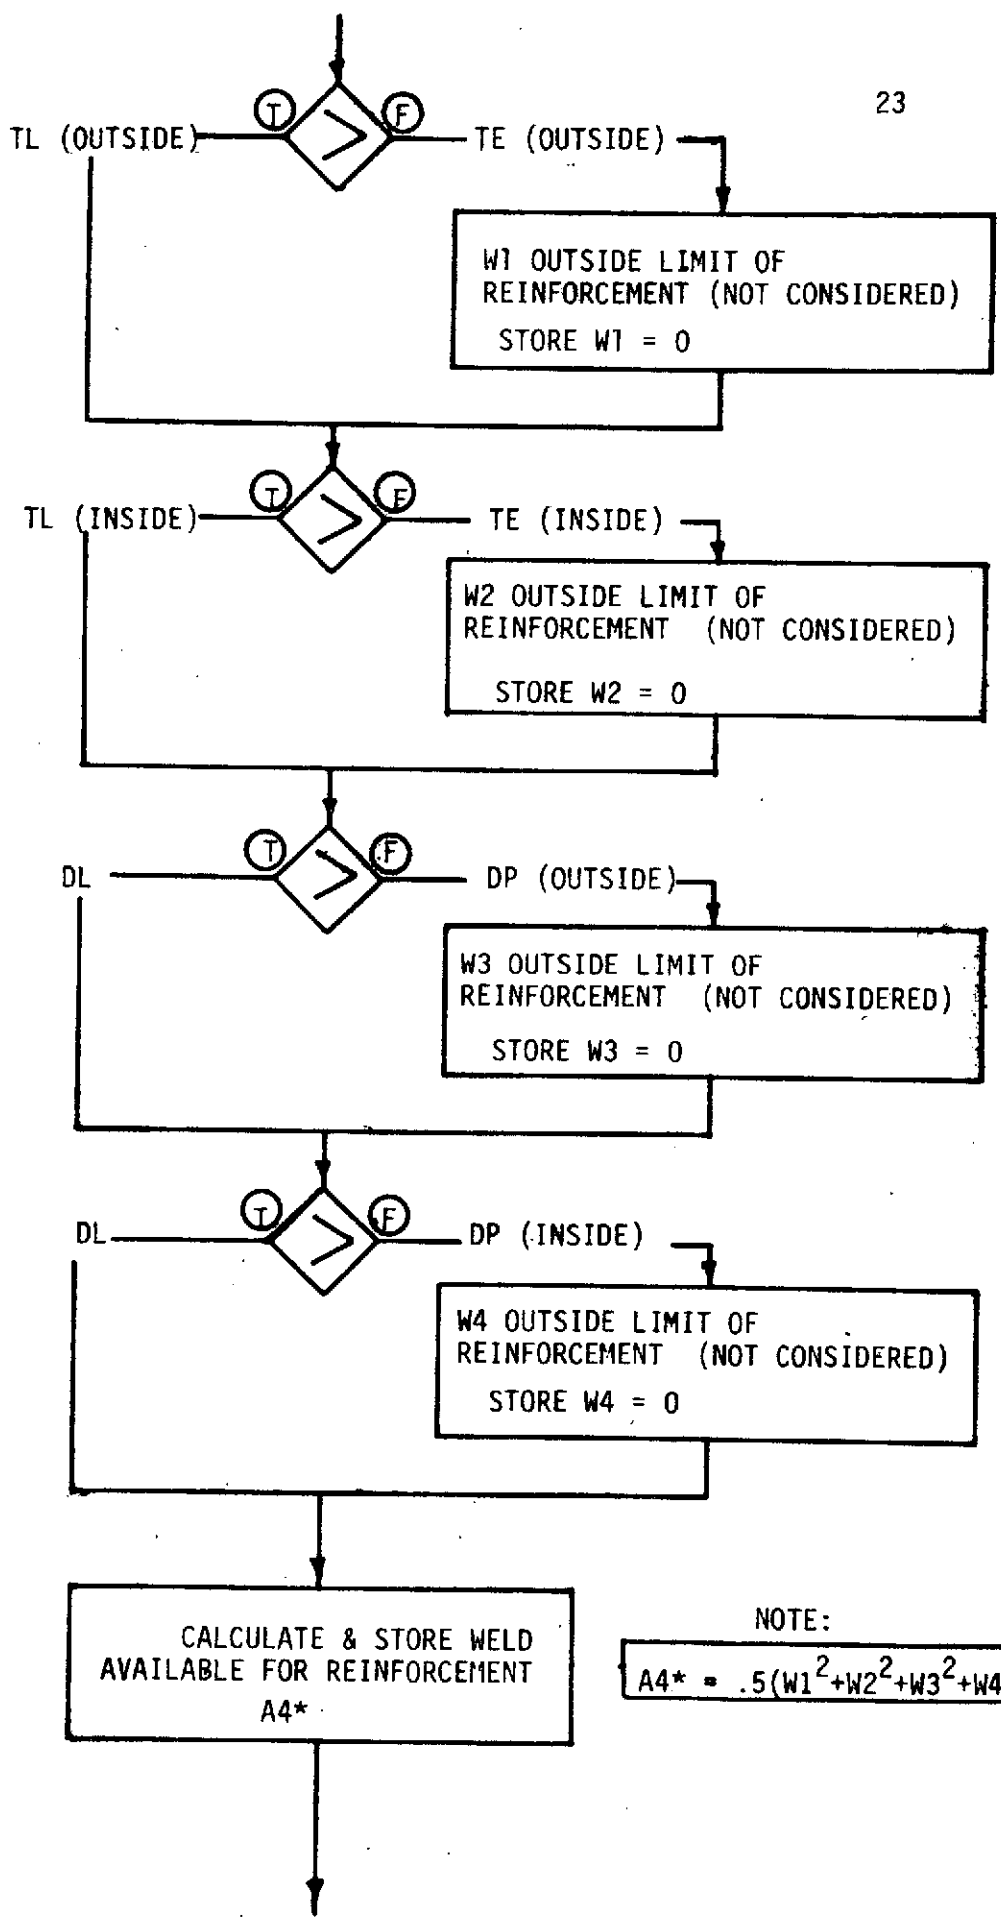 23
T F
TL (OUTSIDE) > TE (OUTSIDE)
W1 OUTSIDE LIMIT OF
REINFORCEMENT (NOT CONSIDERED)
STORE W1 = 0
T F
TL (INSIDE) > TE (INSIDE)
W2 OUTSIDE LIMIT OF
REINFORCEMENT (NOT CONSIDERED)
STORE W2 = 0
T F
DL > DP (OUTSIDE)
W3 OUTSIDE LIMIT OF
REINFORCEMENT (NOT CONSIDERED)
STORE W3 = 0
T F
DL > DP (INSIDE)
W4 OUTSIDE LIMIT OF
REINFORCEMENT (NOT CONSIDERED)
STORE W4 = 0
CALCULATE & STORE WELD
AVAILABLE FOR REINFORCEMENT
A4*
NOTE:
A4* = .5(W1²+W2²+W3²+W4